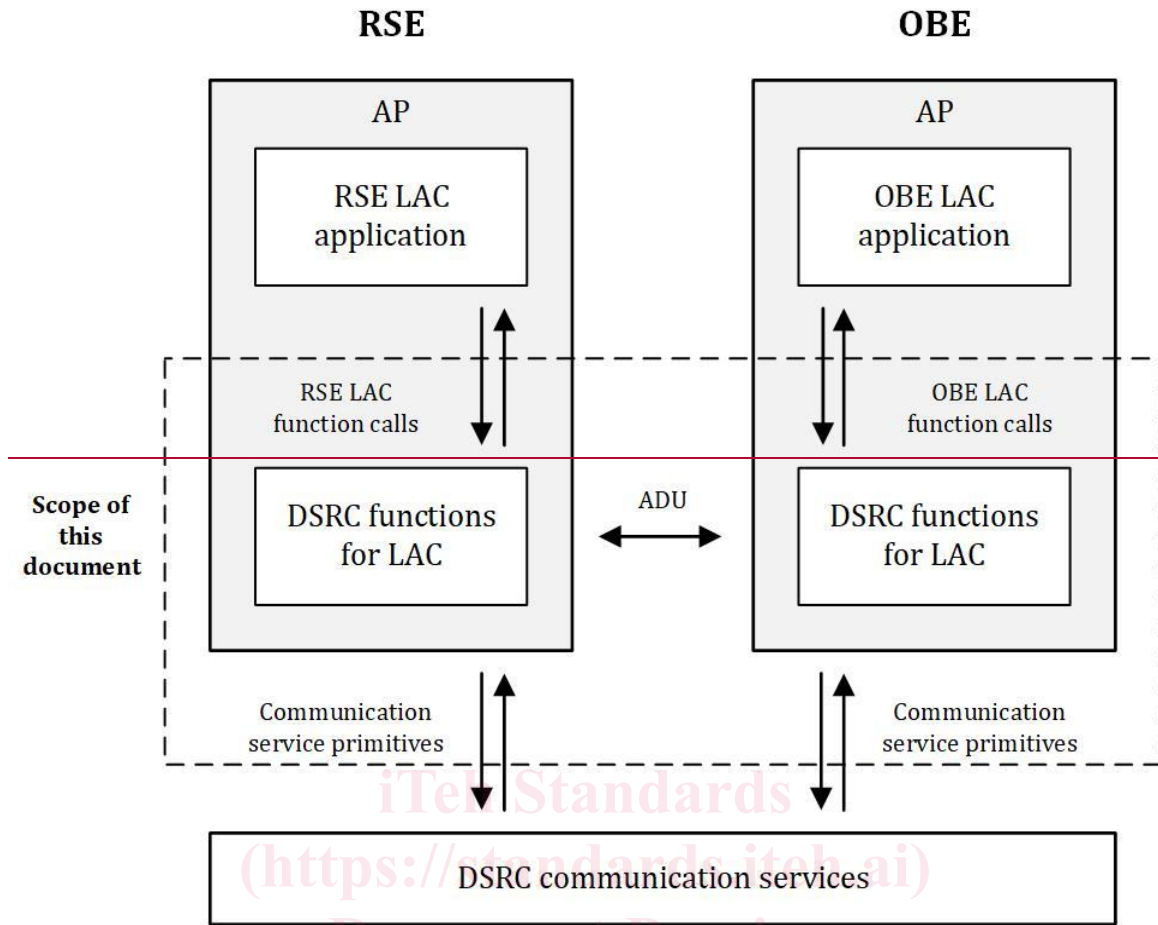 RSE
OBE
AP
AP
RSE LAC
application
OBE LAC
application
RSE LAC
function calls
OBE LAC
function calls
Scope of
this
document
DSRC functions
for LAC
ADU
DSRC functions
for LAC
Communication
service primitives
Communication
service primitives
iTeh Standards
(https://standards.iteh.ai)
DSRC communication services